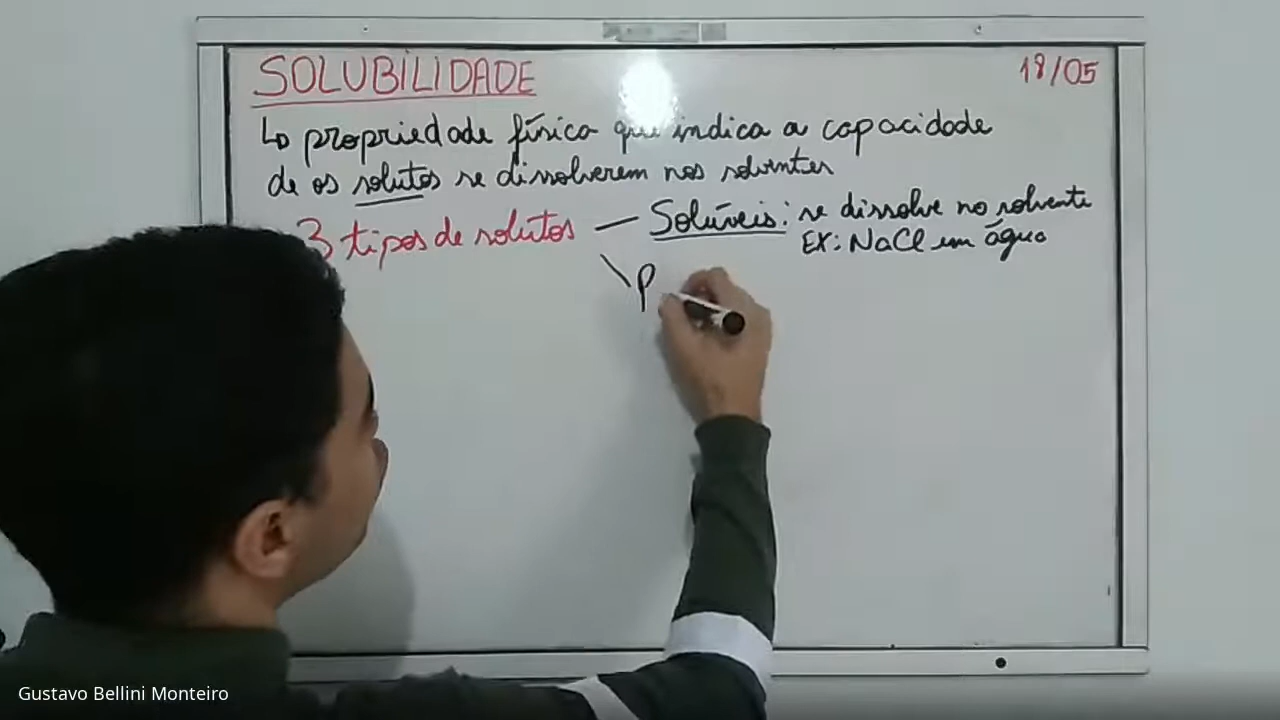 SOLUBILIDADE
18/05
↳ propriedade física que indica a capacidade
de os solutos se dissolverem nos solventes
3 tipos de solutos — Solúveis: se dissolve no solvente
EX: NaCl em água
\ p
Gustavo Bellini Monteiro